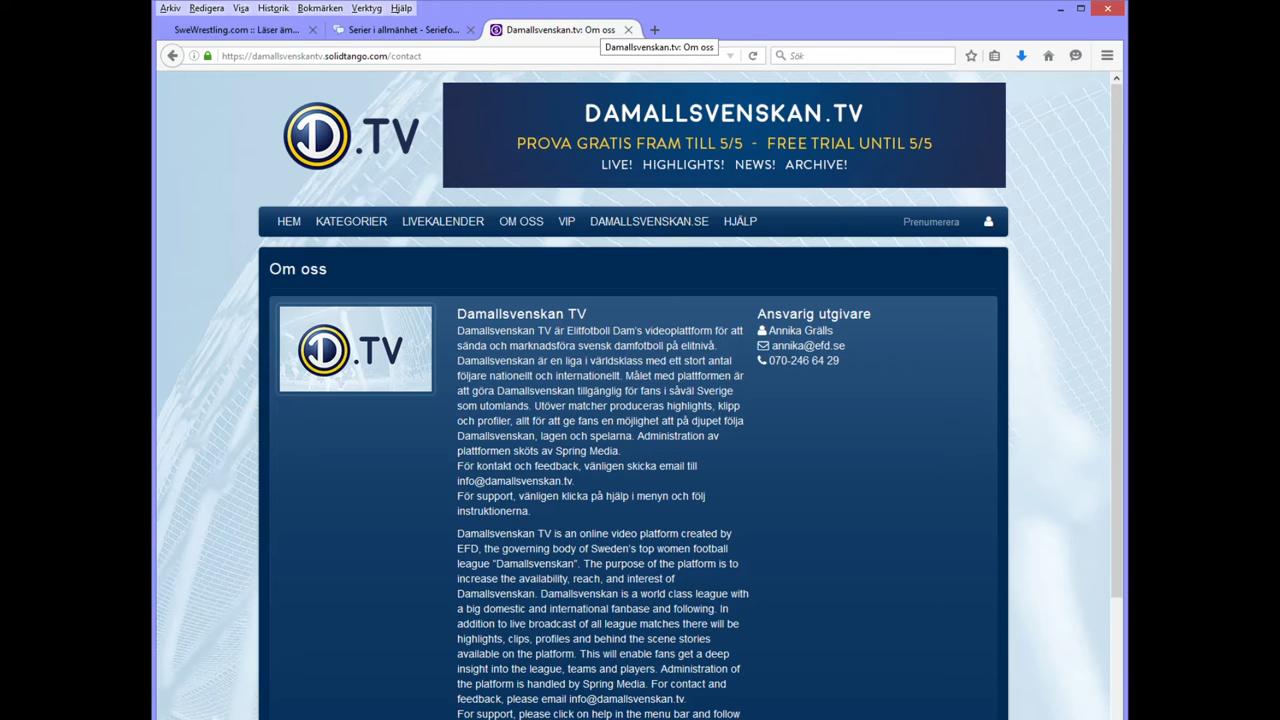 Arkiv Redigera Visa Historik Bokmärken Verktyg Hjälp
SweWrestling.com :: Läser äm...
Serier i allmänhet - Seriefo...
Damallsvenskan.tv: Om oss
Damallsvenskan.tv: Om oss
https://damallsvenskantv.solidtango.com/contact
Sök
D.TV
DAMALLSVENSKAN.TV
PROVA GRATIS FRAM TILL 5/5 - FREE TRIAL UNTIL 5/5
LIVE! HIGHLIGHTS! NEWS! ARCHIVE!
HEM KATEGORIER LIVEKALENDER OM OSS VIP DAMALLSVENSKAN.SE HJÄLP Prenumerera
Om oss
D.TV
Damallsvenskan TV
Damallsvenskan TV är Elitfotboll Dam's videoplattform för att
sända och marknadsföra svensk damfotboll på elitnivå.
Damallsvenskan är en liga i världsklass med ett stort antal
följare nationellt och internationellt. Målet med plattformen är
att göra Damallsvenskan tillgänglig för fans i såväl Sverige
som utomlands. Utöver matcher produceras highlights, klipp
och profiler, allt för att ge fans en möjlighet att på djupet följa
Damallsvenskan, lagen och spelarna. Administration av
plattformen sköts av Spring Media.
För kontakt och feedback, vänligen skicka email till
info@damallsvenskan.tv.
För support, vänligen klicka på hjälp i menyn och följ
instruktionerna.
Damallsvenskan TV is an online video platform created by
EFD, the governing body of Sweden's top women football
league "Damallsvenskan". The purpose of the platform is to
increase the availability, reach, and interest of
Damallsvenskan. Damallsvenskan is a world class league with
a big domestic and international fanbase and following. In
addition to live broadcast of all league matches there will be
highlights, clips, profiles and behind the scene stories
available on the platform. This will enable fans get a deep
insight into the league, teams and players. Administration of
the platform is handled by Spring Media. For contact and
feedback, please email info@damallsvenskan.tv.
For support, please click on help in the menu bar and follow
Ansvarig utgivare
Annika Grälls
annika@efd.se
070-246 64 29